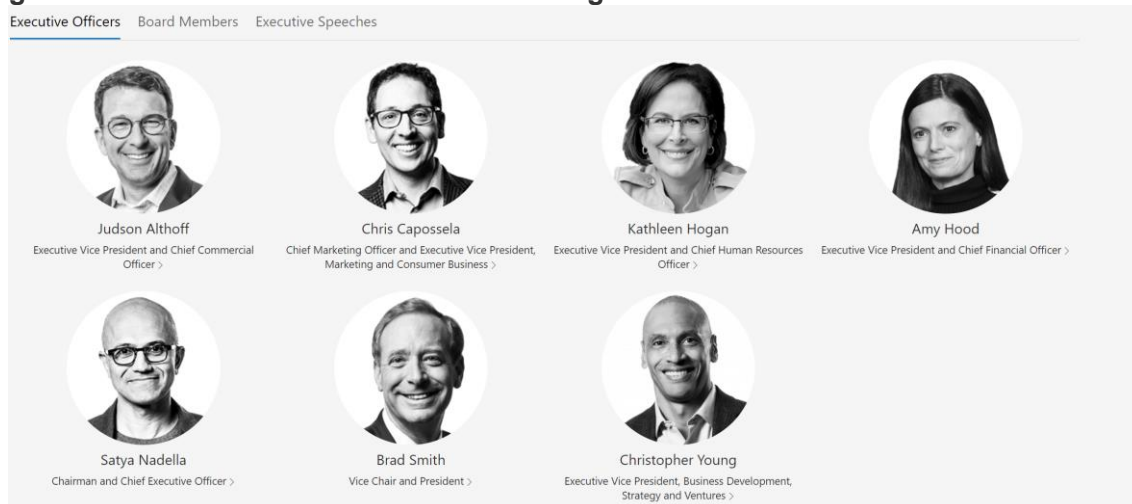 Executive Officers Board Members Executive Speeches
Judson Althoff
Executive Vice President and Chief Commercial
Officer >
Chris Capossela
Chief Marketing Officer and Executive Vice President,
Marketing and Consumer Business >
Kathleen Hogan
Executive Vice President and Chief Human Resources
Officer >
Amy Hood
Executive Vice President and Chief Financial Officer >
Satya Nadella
Chairman and Chief Executive Officer >
Brad Smith
Vice Chair and President >
Christopher Young
Executive Vice President, Business Development,
Strategy and Ventures >